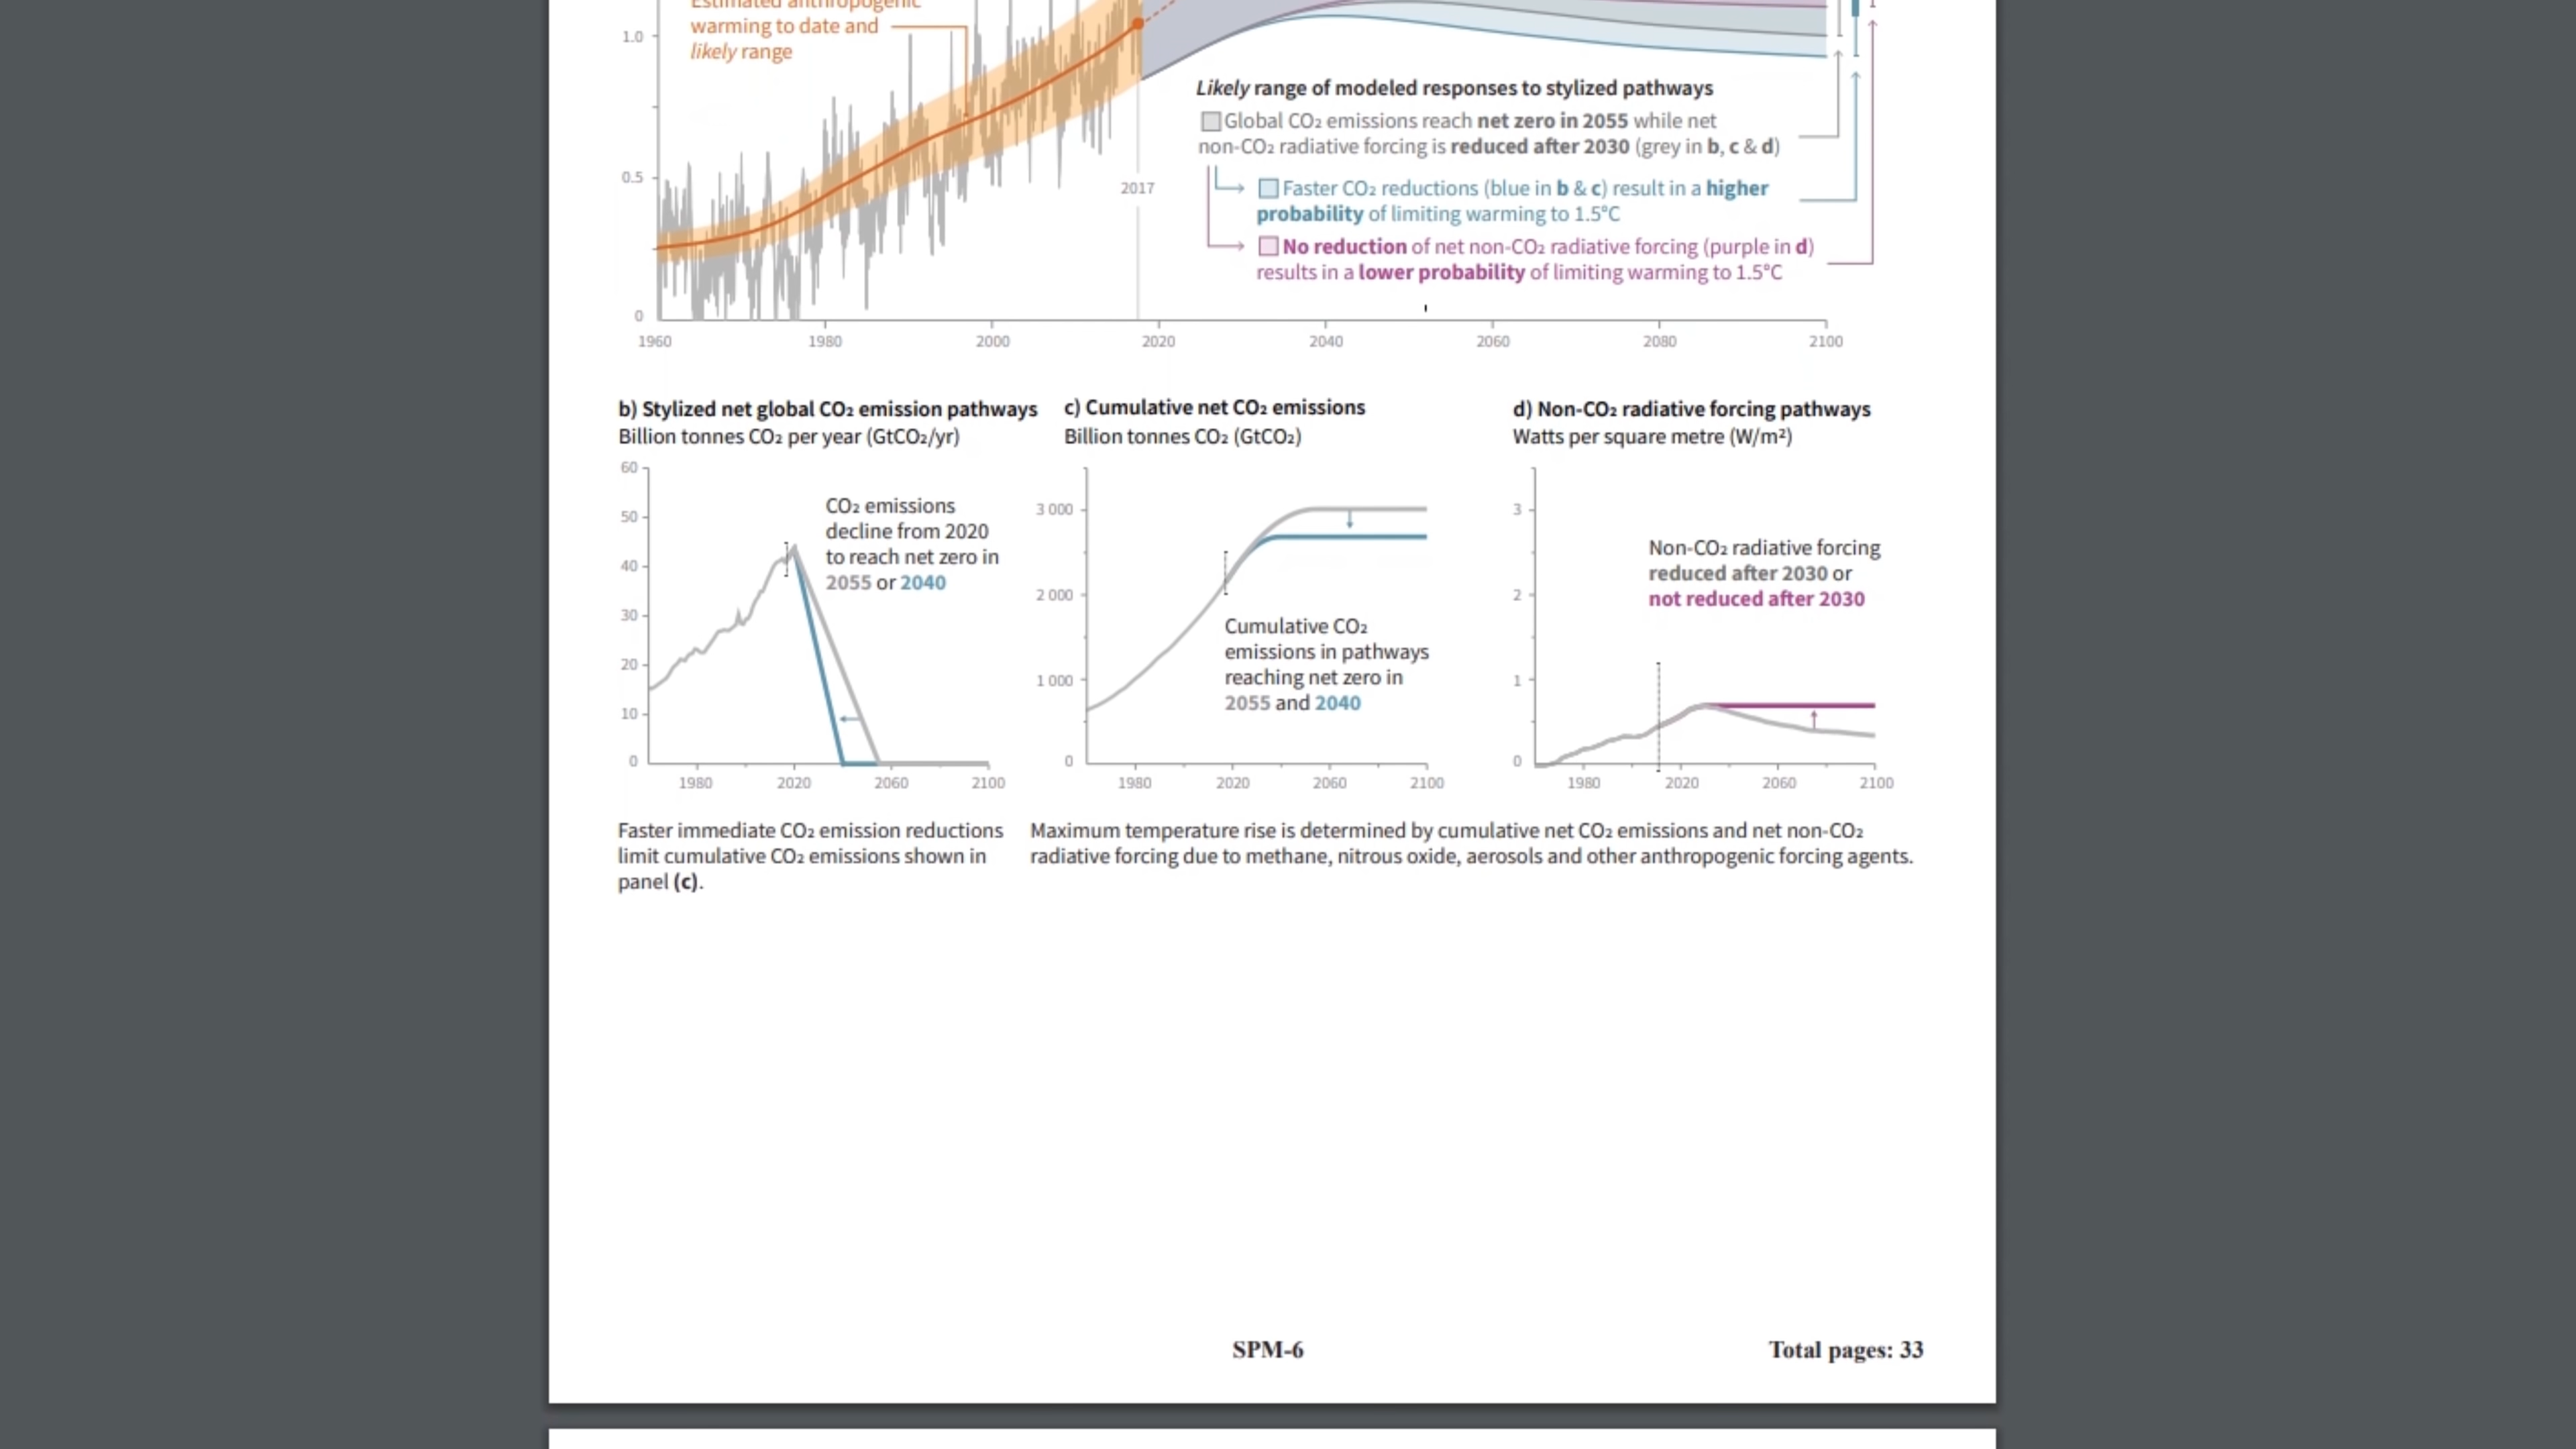 Estimated anthropogenic
warming to date and
likely range
1.0
0.5
0
2017
Likely range of modeled responses to stylized pathways
Global CO₂ emissions reach net zero in 2055 while net
non-CO₂ radiative forcing is reduced after 2030 (grey in b, c & d)
Faster CO₂ reductions (blue in b & c) result in a higher
probability of limiting warming to 1.5°C
No reduction of net non-CO₂ radiative forcing (purple in d)
results in a lower probability of limiting warming to 1.5°C
1960 1980 2000 2020 2040 2060 2080 2100
b) Stylized net global CO₂ emission pathways
Billion tonnes CO₂ per year (GtCO₂/yr)
60
50
40
30
20
10
0
CO₂ emissions
decline from 2020
to reach net zero in
2055 or 2040
1980 2020 2060 2100
c) Cumulative net CO₂ emissions
Billion tonnes CO₂ (GtCO₂)
3 000
2 000
1 000
0
Cumulative CO₂
emissions in pathways
reaching net zero in
2055 and 2040
1980 2020 2060 2100
d) Non-CO₂ radiative forcing pathways
Watts per square metre (W/m²)
3
2
1
0
Non-CO₂ radiative forcing
reduced after 2030 or
not reduced after 2030
1980 2020 2060 2100
Faster immediate CO₂ emission reductions
limit cumulative CO₂ emissions shown in
panel (c).
Maximum temperature rise is determined by cumulative net CO₂ emissions and net non-CO₂
radiative forcing due to methane, nitrous oxide, aerosols and other anthropogenic forcing agents.
SPM-6
Total pages: 33